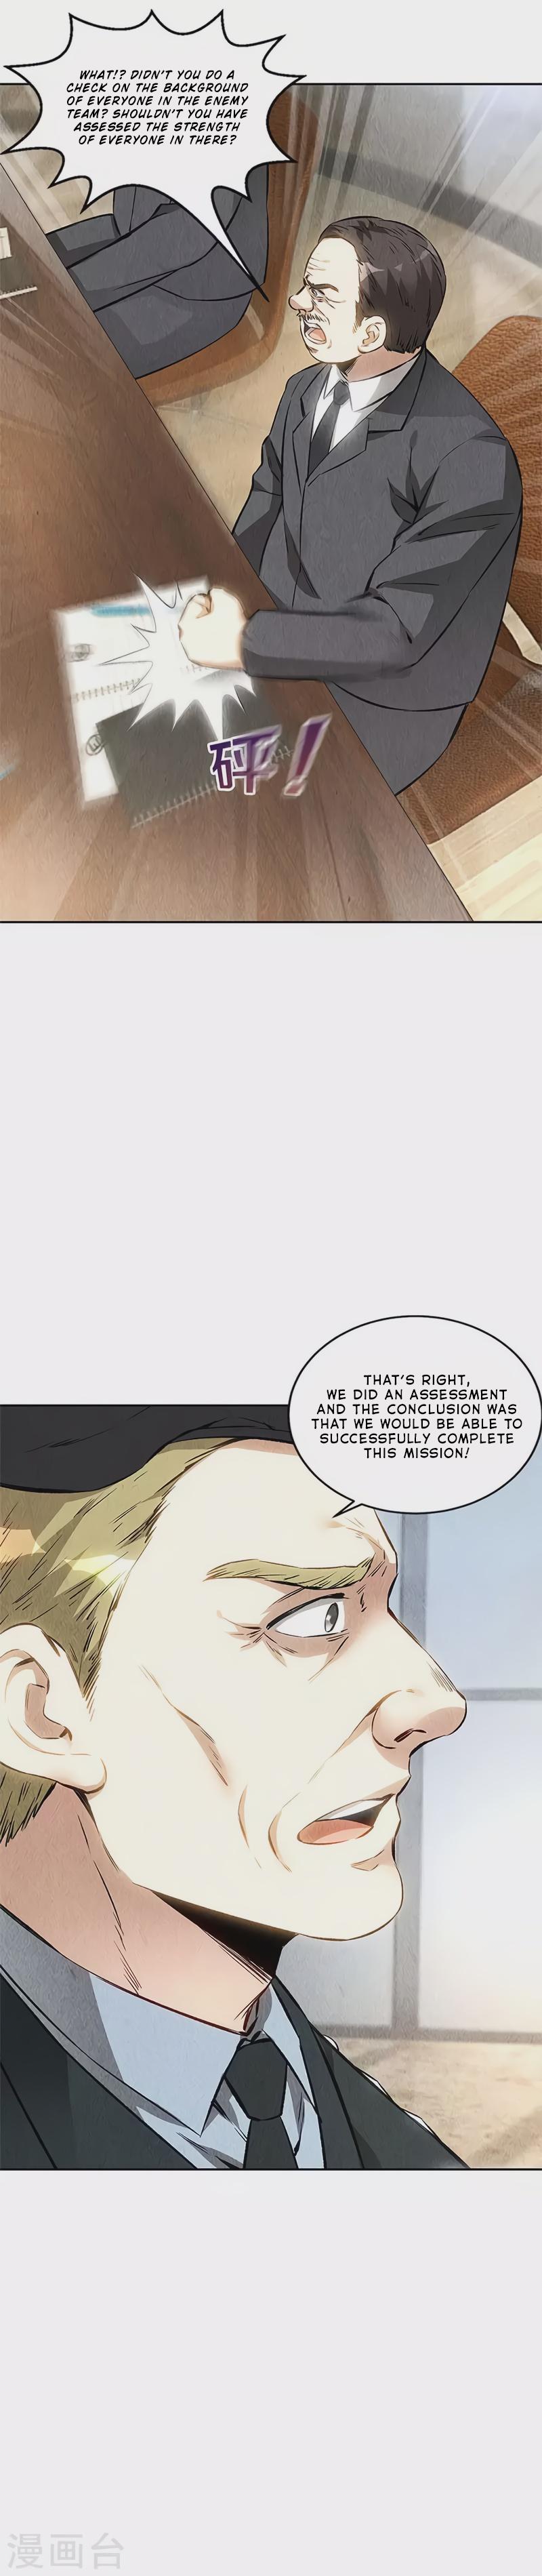 WHAT!? DIDN'T YOU DO A
CHECK ON THE BACKGROUND
OF EVERYONE IN THE ENEMY
TEAM? SHOULDN'T YOU HAVE
ASSESSED THE STRENGTH
OF EVERYONE IN THERE?
砰!
THAT'S RIGHT,
WE DID AN ASSESSMENT
AND THE CONCLUSION WAS
THAT WE WOULD BE ABLE TO
SUCCESSFULLY COMPLETE
THIS MISSION!
漫画台